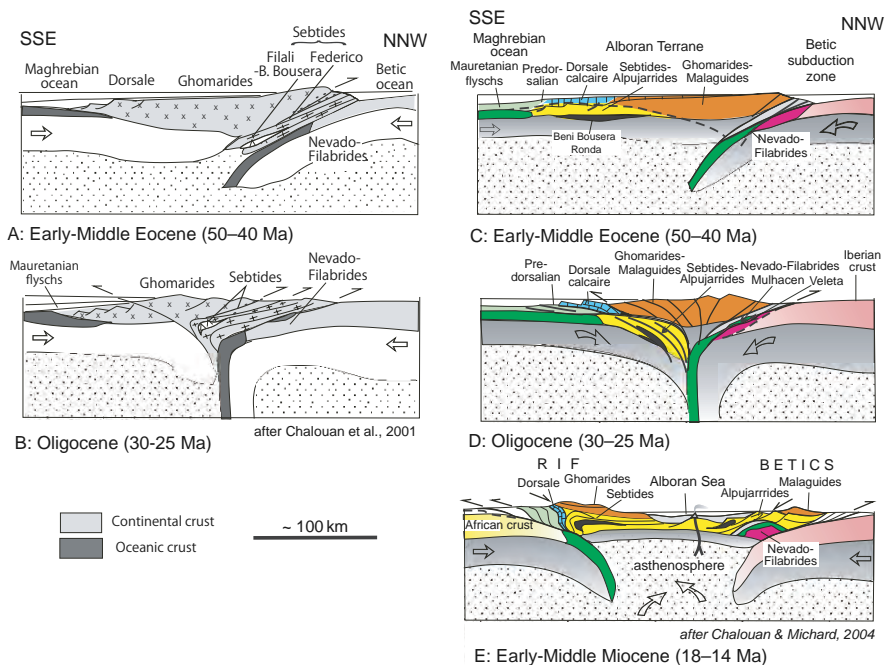 SSE
NNW
Sebtides
Filali
-B. Bousera
Federico
Maghrebian
ocean
Dorsale
Ghomarides
Betic
ocean
Nevado-
Filabrides
A: Early-Middle Eocene (50–40 Ma)
Mauretanian
flyschs
Ghomarides
Sebtides
Nevado-
Filabrides
B: Oligocene (30-25 Ma)
after Chalouan et al., 2001
Continental crust
Oceanic crust
~ 100 km
SSE
NNW
Maghrebian
ocean
Alboran Terrane
Betic
subduction
zone
Mauretanian
flyschs
Predor-
salian
Dorsale
calcaire
Sebtides-
Alpujarrides
Ghomarides-
Malaguides
Beni Bousera
Ronda
Nevado-
Filabrides
C: Early-Middle Eocene (50–40 Ma)
Pre-
dorsalian
Dorsale
calcaire
Ghomarides-
Malaguides
Sebtides-
Alpujarrides
Nevado-Filabrides
Mulhacen
Veleta
Iberian
crust
D: Oligocene (30–25 Ma)
R I F
B E T I C S
Dorsale
Ghomarides
Sebtides
Alboran Sea
Alpujarrrides
Malaguides
African crust
Nevado-
Filabrides
asthenosphere
after Chalouan & Michard, 2004
E: Early-Middle Miocene (18–14 Ma)